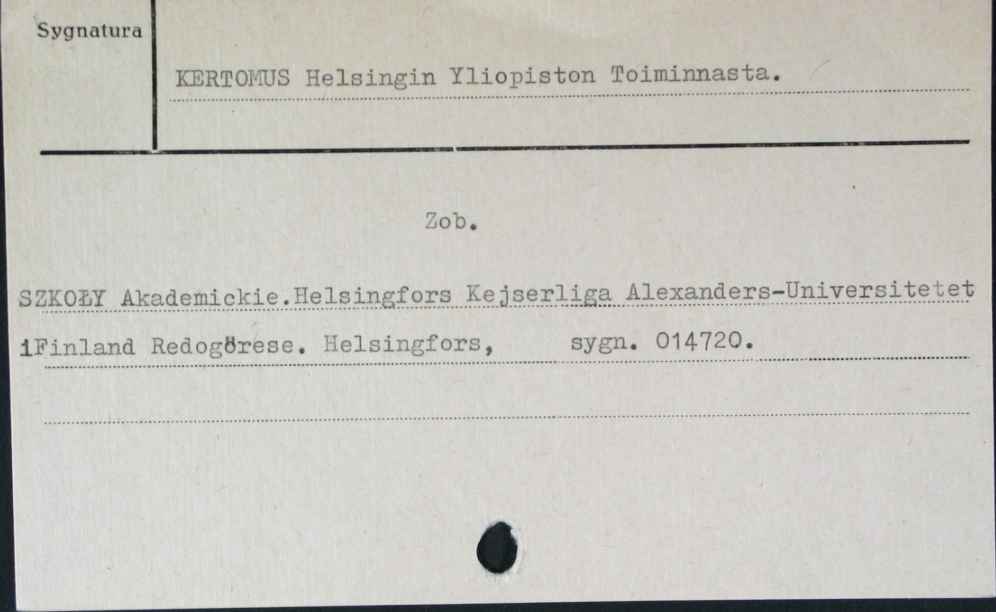 Sygnatura
KERTOMUS Helsingin Yliopiston Toiminnasta.
Zob.
SZKOŁY Akademickie.Helsingfors Kejserliga Alexanders-Universitetet
iFinland Redogörese. Helsingfors, sygn. 014720.